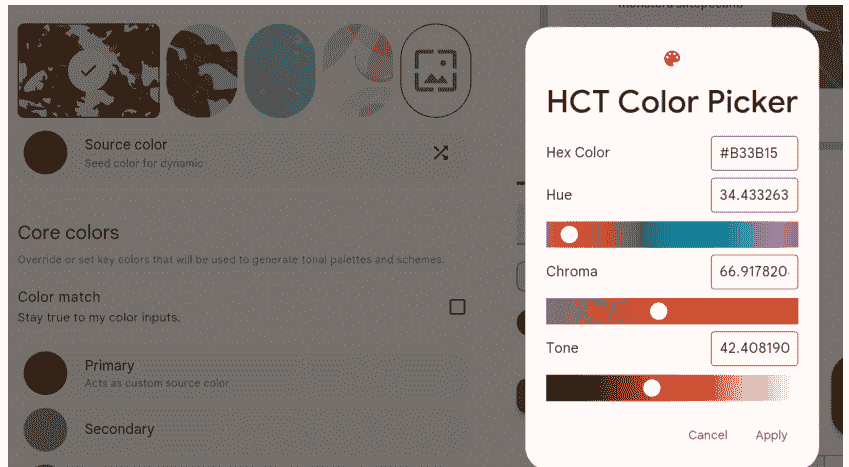 Source color
Seed color for dynamic
Core colors
Override or set key colors that will be used to generate tonal palettes and schemes.
Color match
Stay true to my color inputs.
Primary
Acts as custom source color
Secondary
HCT Color Picker
Hex Color
#B33B15
Hue
34.433263
Chroma
66.917820
Tone
42.408190
Cancel
Apply